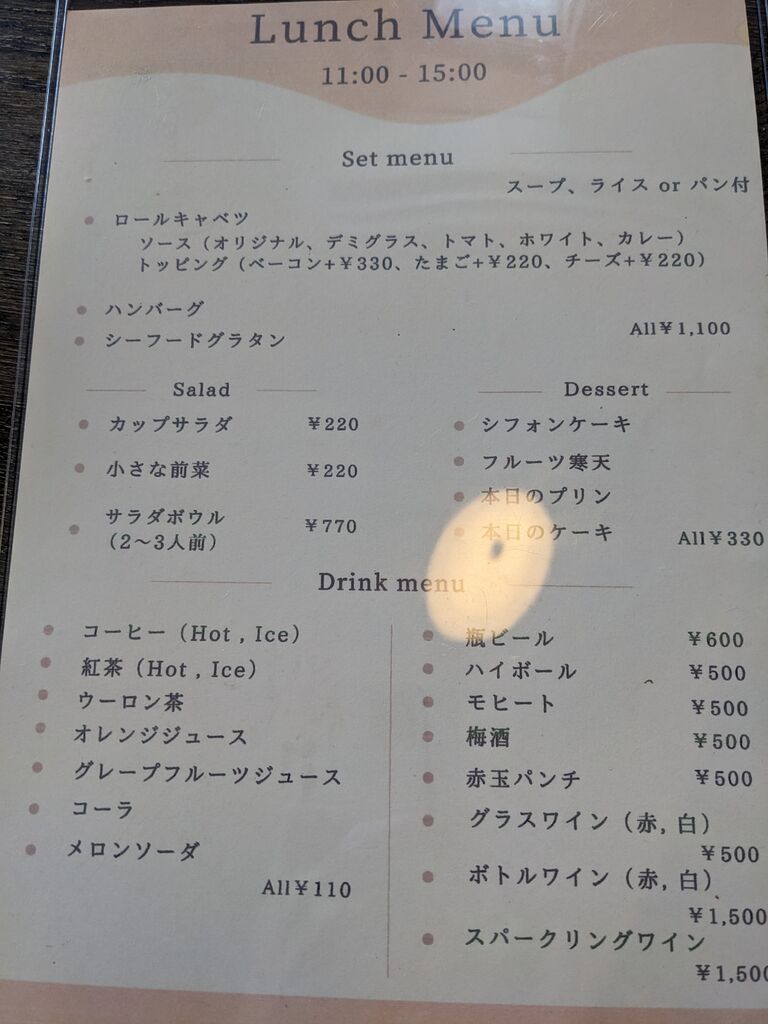 Lunch Menu
11:00 - 15:00
Set menu
スープ、ライス or パン付
ロールキャベツ
ソース（オリジナル、デミグラス、トマト、ホワイト、カレー）
トッピング（ベーコン+￥330、たまご+￥220、チーズ+￥220）
ハンバーグ
シーフードグラタン
All￥1,100
Salad
カップサラダ ￥220
小さな前菜 ￥220
サラダボウル
（2〜3人前） ￥770
Dessert
シフォンケーキ
フルーツ寒天
本日のプリン
本日のケーキ All￥330
Drink menu
コーヒー（Hot , Ice）
紅茶（Hot , Ice）
ウーロン茶
オレンジジュース
グレープフルーツジュース
コーラ
メロンソーダ
All￥110
瓶ビール ￥600
ハイボール ￥500
モヒート ￥500
梅酒 ￥500
赤玉パンチ ￥500
グラスワイン（赤, 白）
￥500
ボトルワイン（赤, 白）
￥1,500
スパークリングワイン
￥1,500